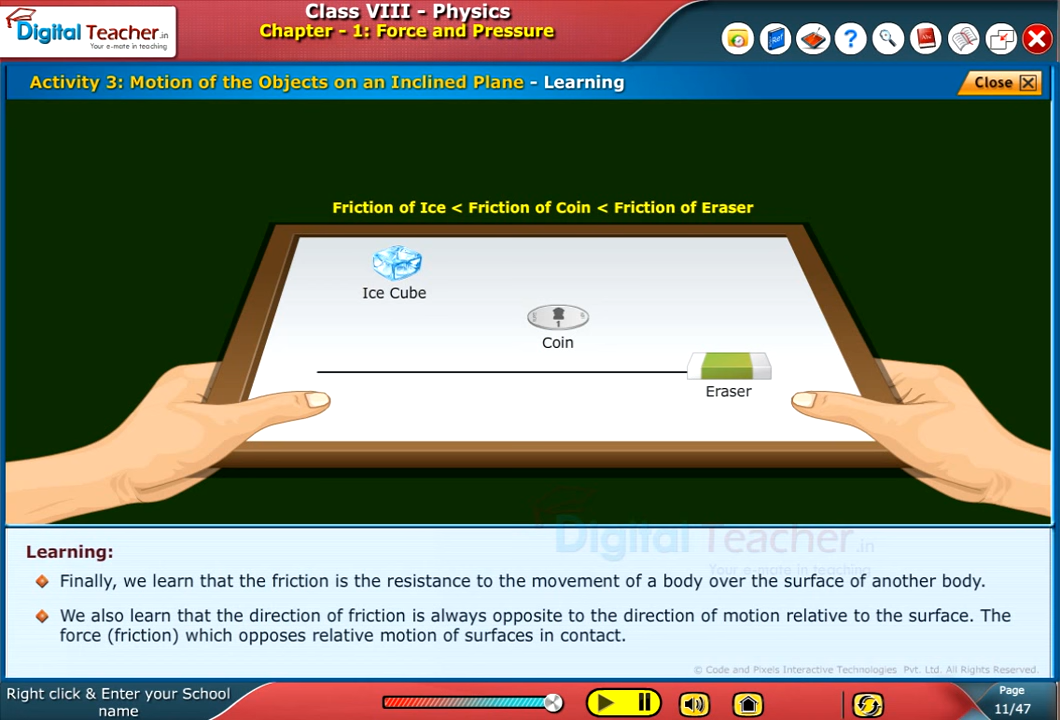 Digital Teacher.in
Your e-mate in teaching
Class VIII - Physics
Chapter - 1: Force and Pressure
Activity 3: Motion of the Objects on an Inclined Plane - Learning
Close
Friction of Ice < Friction of Coin < Friction of Eraser
Ice Cube
1
Coin
Eraser
Digital Teacher.in
Your e-mate in teaching
Learning:
Finally, we learn that the friction is the resistance to the movement of a body over the surface of another body.
We also learn that the direction of friction is always opposite to the direction of motion relative to the surface. The
force (friction) which opposes relative motion of surfaces in contact.
© Code and Pixels Interactive Technologies. Pvt. Ltd. All Rights Reserved.
Right click & Enter your School
name
Page
11/47